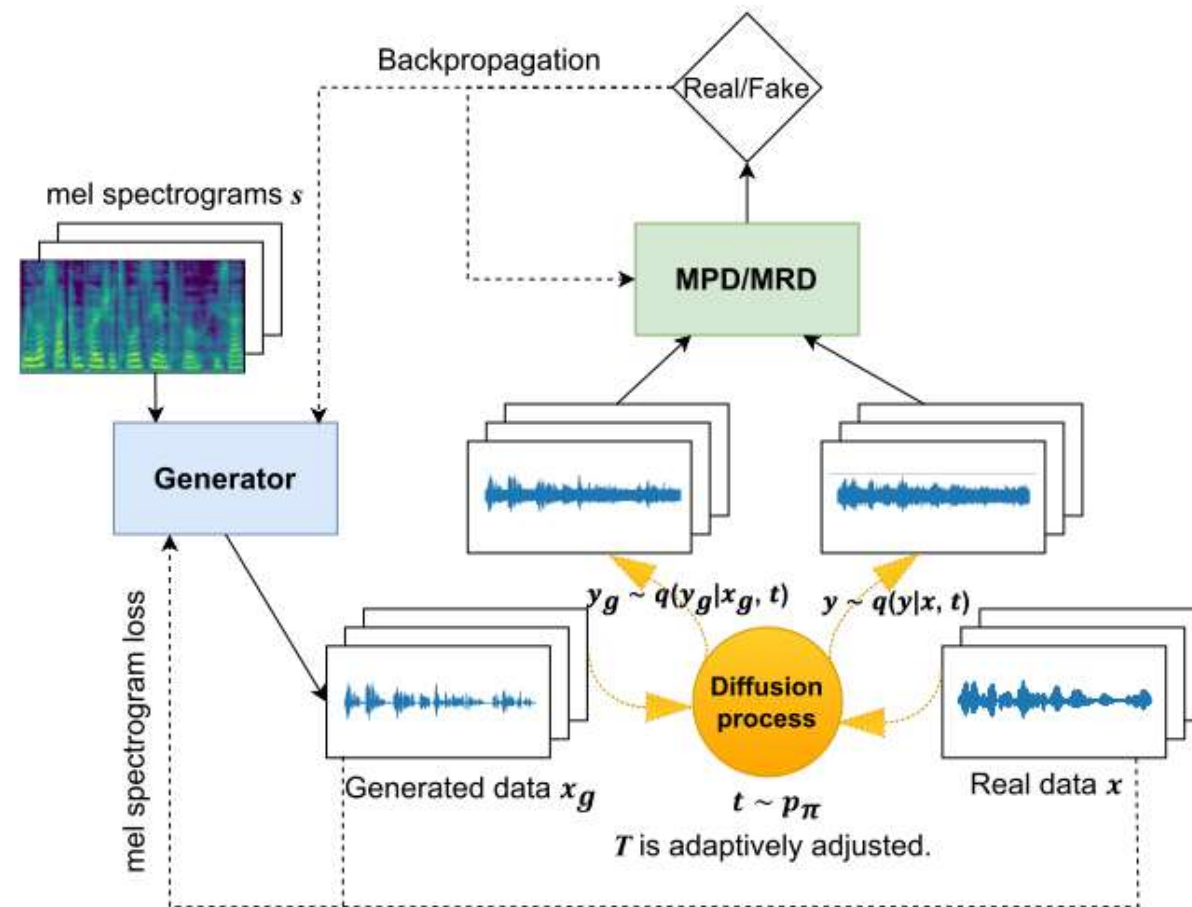 Backpropagation
Real/Fake
mel spectrograms s
MPD/MRD
Generator
y_g ~ q(y_g|x_g, t)
y ~ q(y|x, t)
mel spectrogram loss
Diffusion
process
Generated data x_g
Real data x
t ~ p_π
T is adaptively adjusted.